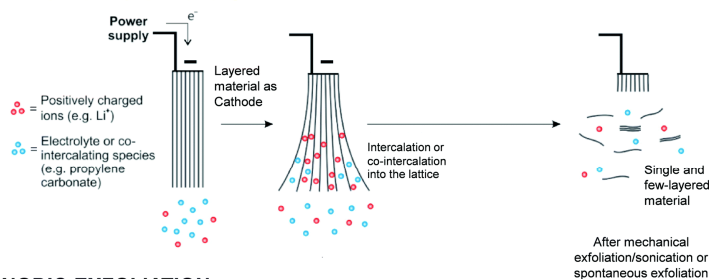 Power
supply
e⁻
Layered
material as
Cathode
= Positively charged
ions (e.g. Li⁺)
= Electrolyte or co-
intercalating species
(e.g. propylene
carbonate)
Intercalation or
co-intercalation
into the lattice
Single and
few-layered
material
After mechanical
exfoliation/sonication
or spontaneous exfoliation